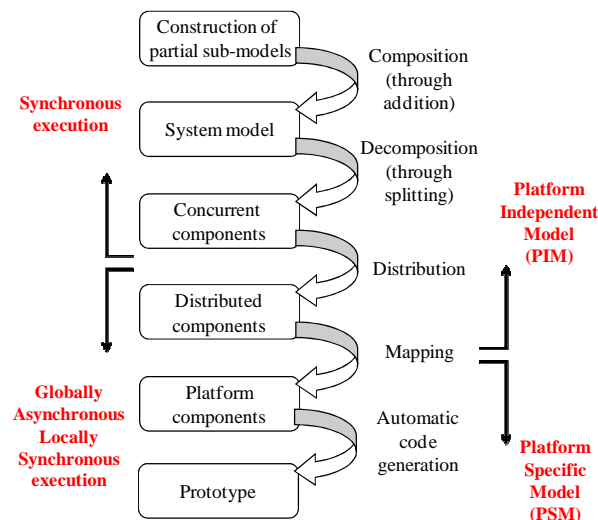 Construction of
partial sub-models
Composition
(through
addition)
Synchronous
execution
System model
Decomposition
(through
splitting)
Concurrent
components
Platform
Independent
Model
(PIM)
Distribution
Distributed
components
Mapping
Globally
Asynchronous
Locally
Synchronous
execution
Platform
components
Automatic
code
generation
Prototype
Platform
Specific
Model
(PSM)